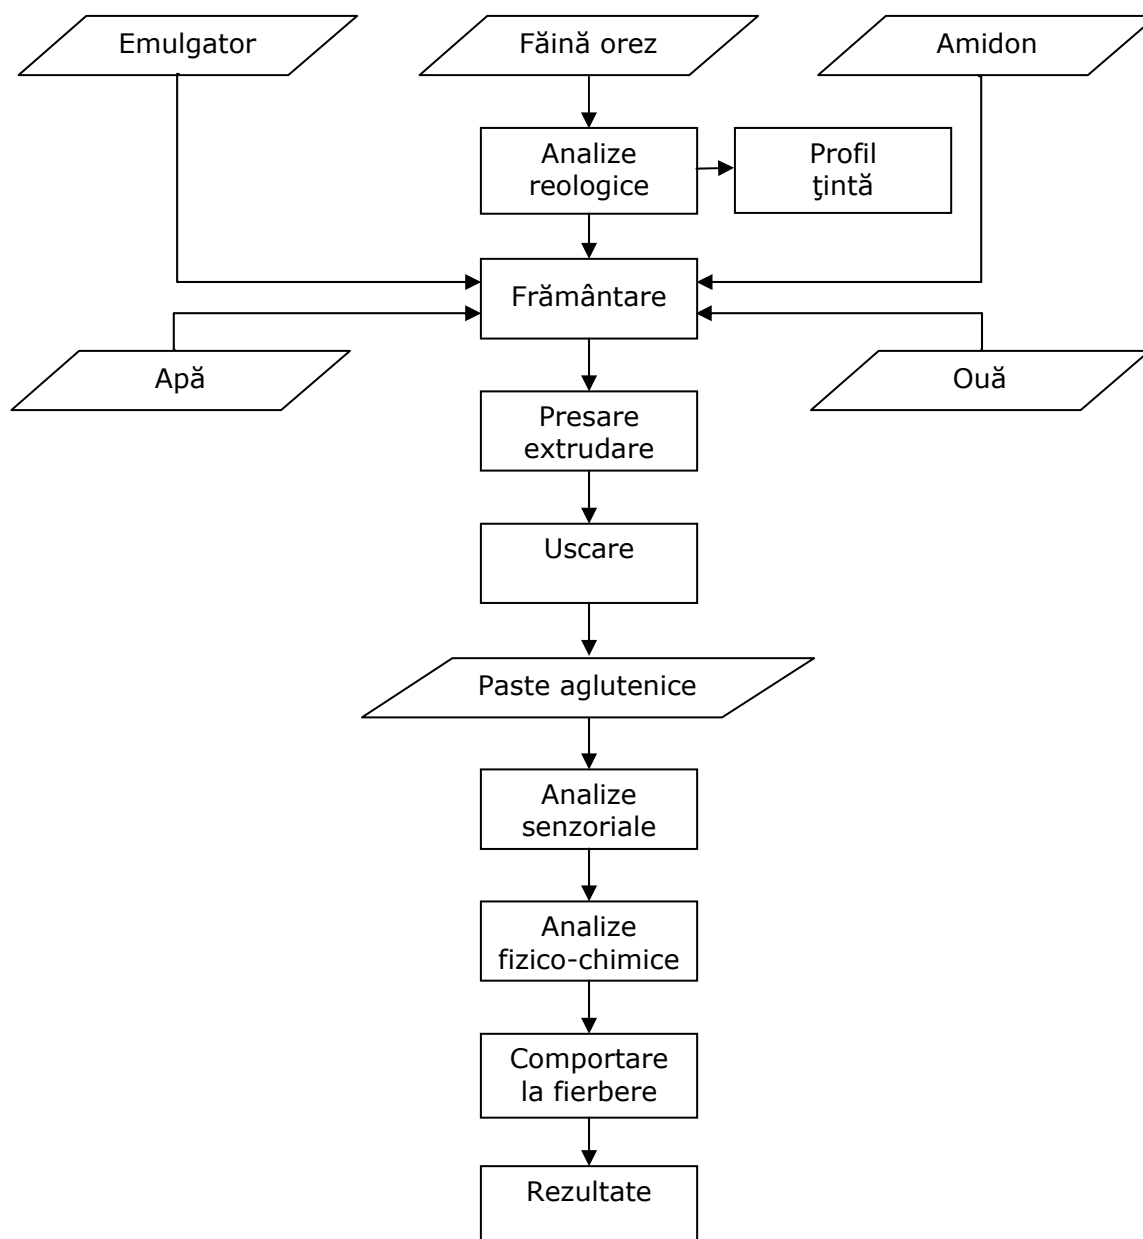 Emulgator
Făină orez
Amidon
Analize
reologice
Profil
ţintă
Frământare
Apă
Ouă
Presare
extrudare
Uscare
Paste aglutenice
Analize
senzoriale
Analize
fizico-chimice
Comportare
la fierbere
Rezultate